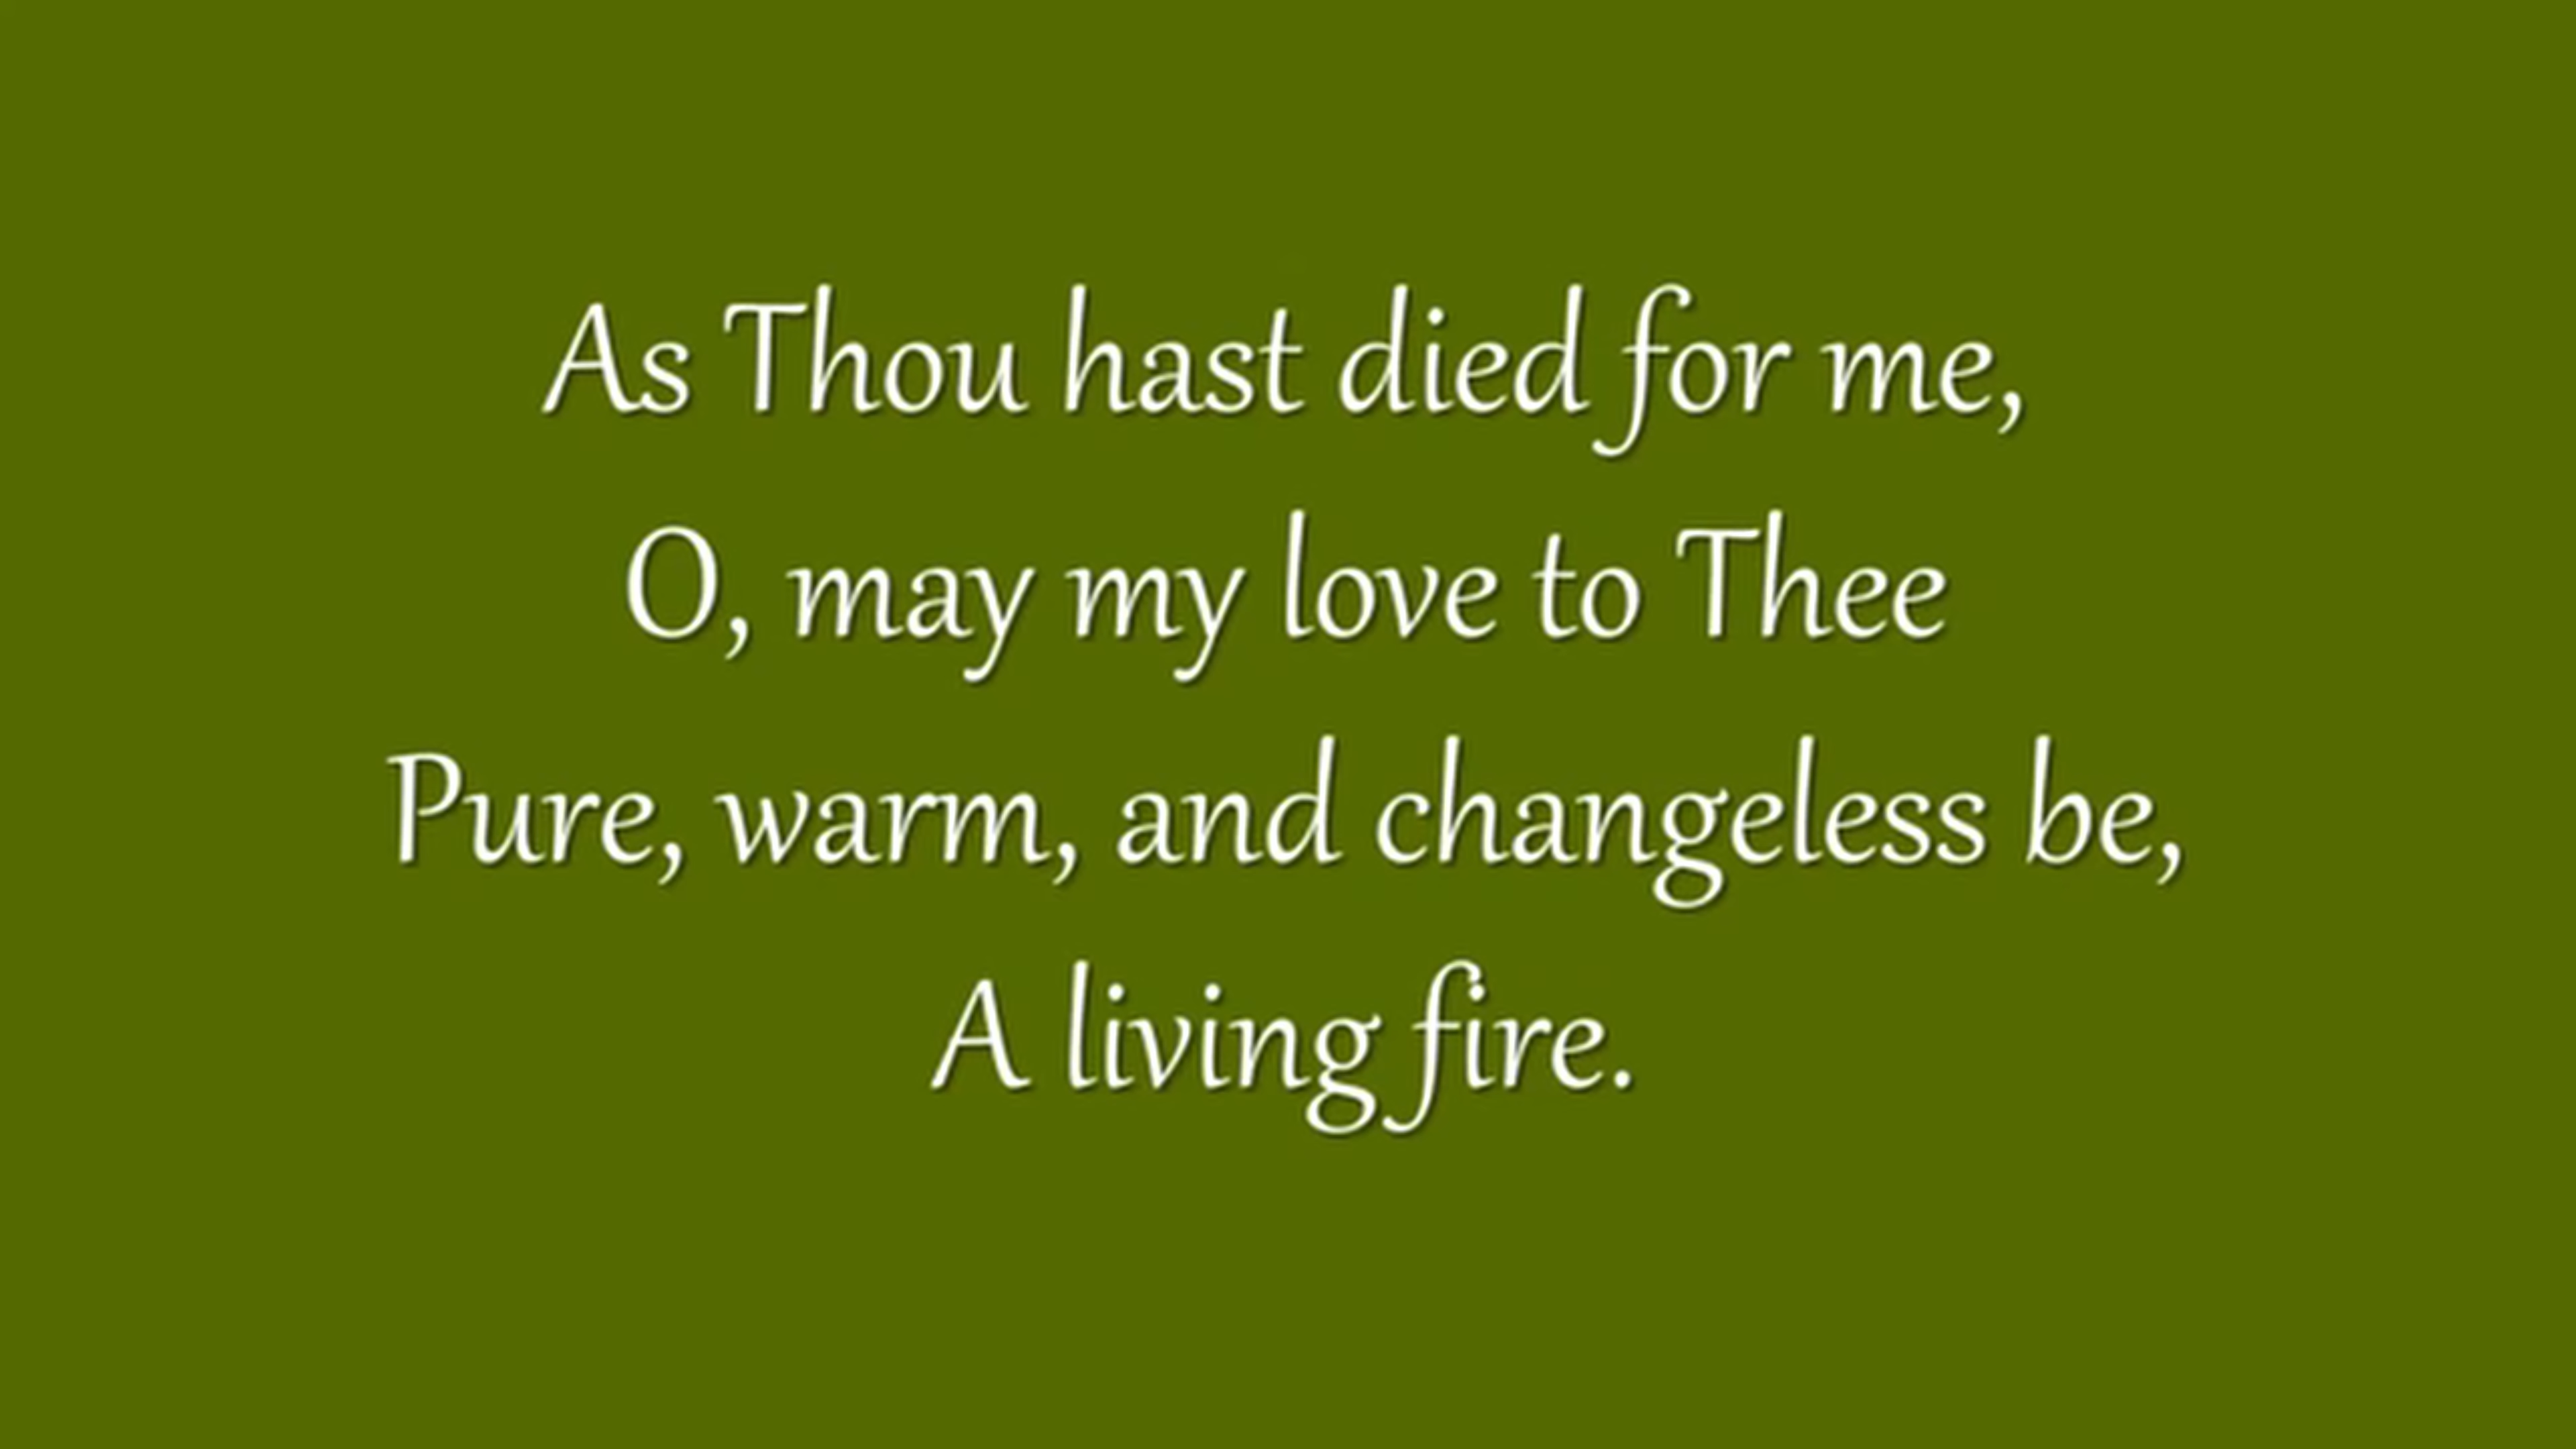 As Thou hast died for me,
O, may my love to Thee
Pure, warm, and changeless be,
A living fire.